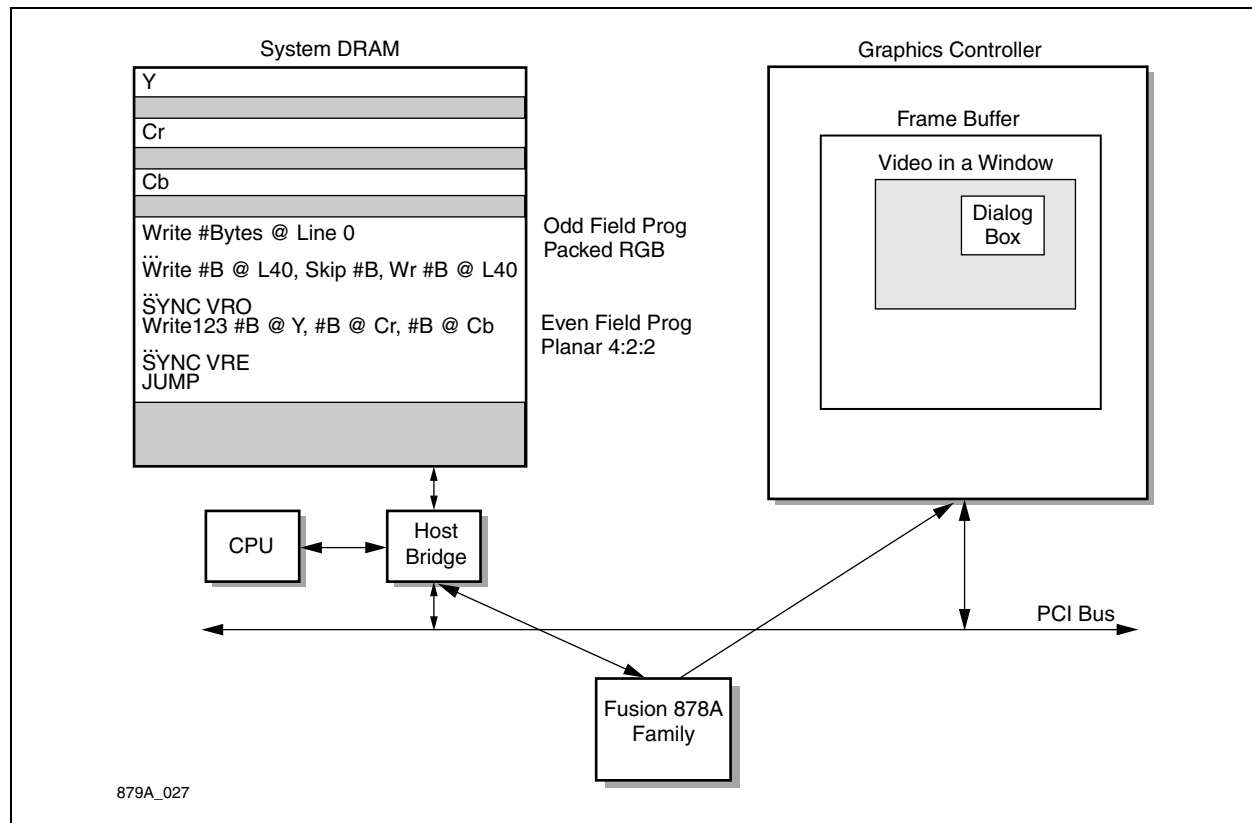 System DRAM
Y
Cr
Cb
Write #Bytes @ Line 0
...
Write #B @ L40, Skip #B, Wr #B @ L40
...
SYNC VRO
Write123 #B @ Y, #B @ Cr, #B @ Cb
...
SYNC VRE
JUMP
Odd Field Prog
Packed RGB
Even Field Prog
Planar 4:2:2
Graphics Controller
Frame Buffer
Video in a Window
Dialog
Box
CPU
Host
Bridge
PCI Bus
Fusion 878A
Family
879A_027